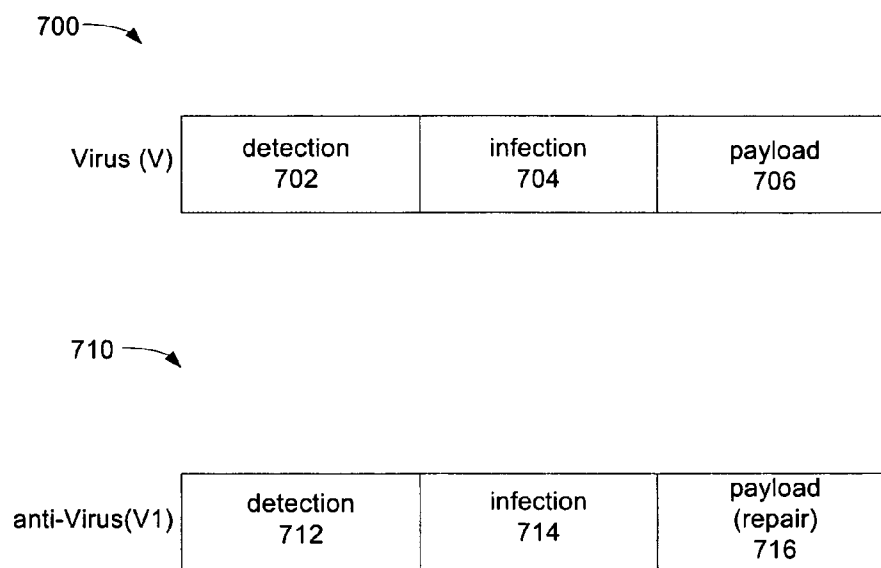 700
Virus (V)
detection
702
infection
704
payload
706
710
anti-Virus(V1)
detection
712
infection
714
payload
(repair)
716